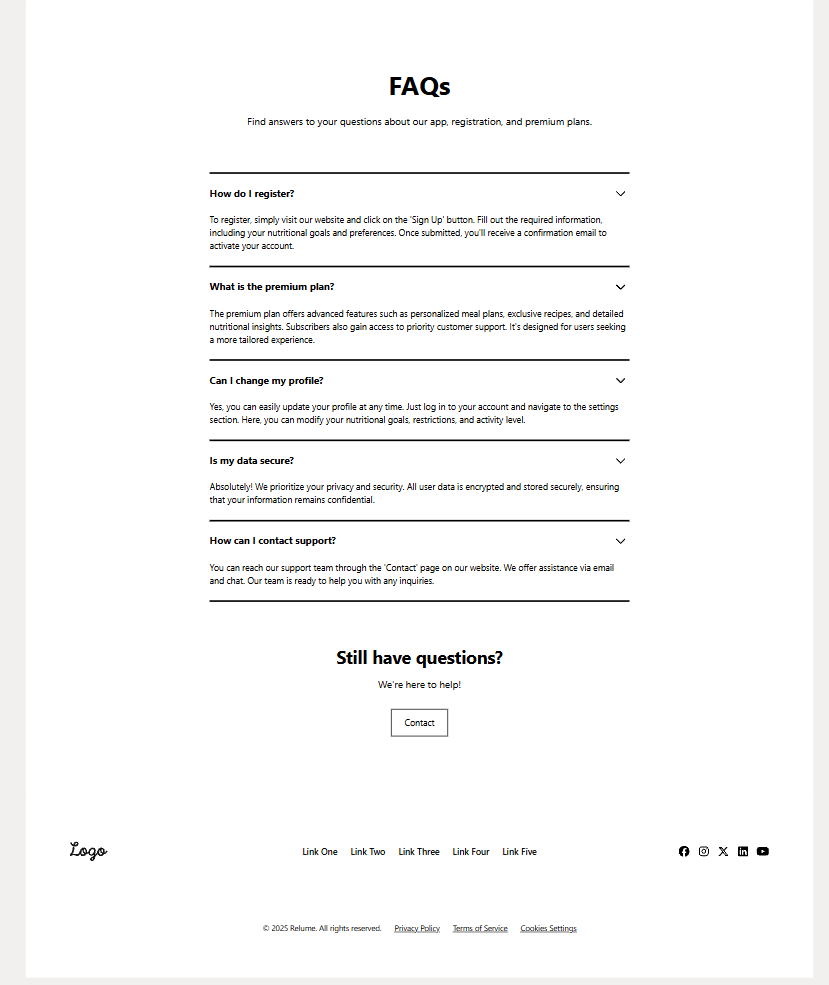 FAQs
Find answers to your questions about our app, registration, and premium plans.
How do I register?
To register, simply visit our website and click on the 'Sign Up' button. Fill out the required information,
including your nutritional goals and preferences. Once submitted, you'll receive a confirmation email to
activate your account.
What is the premium plan?
The premium plan offers advanced features such as personalized meal plans, exclusive recipes, and detailed
nutritional insights. Subscribers also gain access to priority customer support. It's designed for users seeking
a more tailored experience.
Can I change my profile?
Yes, you can easily update your profile at any time. Just log in to your account and navigate to the settings
section. Here, you can modify your nutritional goals, restrictions, and activity level.
Is my data secure?
Absolutely! We prioritize your privacy and security. All user data is encrypted and stored securely, ensuring
that your information remains confidential.
How can I contact support?
You can reach our support team through the 'Contact' page on our website. We offer assistance via email
and chat. Our team is ready to help you with any inquiries.
Still have questions?
We're here to help!
Contact
Logo
Link One Link Two Link Three Link Four Link Five
© 2025 Relume. All rights reserved. Privacy Policy Terms of Service Cookies Settings